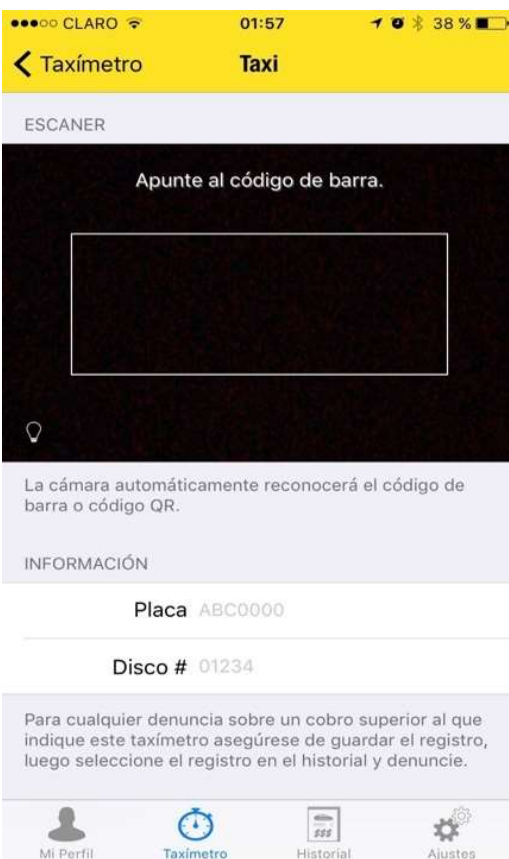 CLARO 01:57 38 %
Taxímetro Taxi
ESCANER
Apunte al código de barra.
La cámara automáticamente reconocerá el código de
barra o código QR.
INFORMACIÓN
Placa ABC0000
Disco # 01234
Para cualquier denuncia sobre un cobro superior al que
indique este taxímetro asegúrese de guardar el registro,
luego seleccione el registro en el historial y denuncie.
Mi Perfil Taxímetro Historial Ajustes